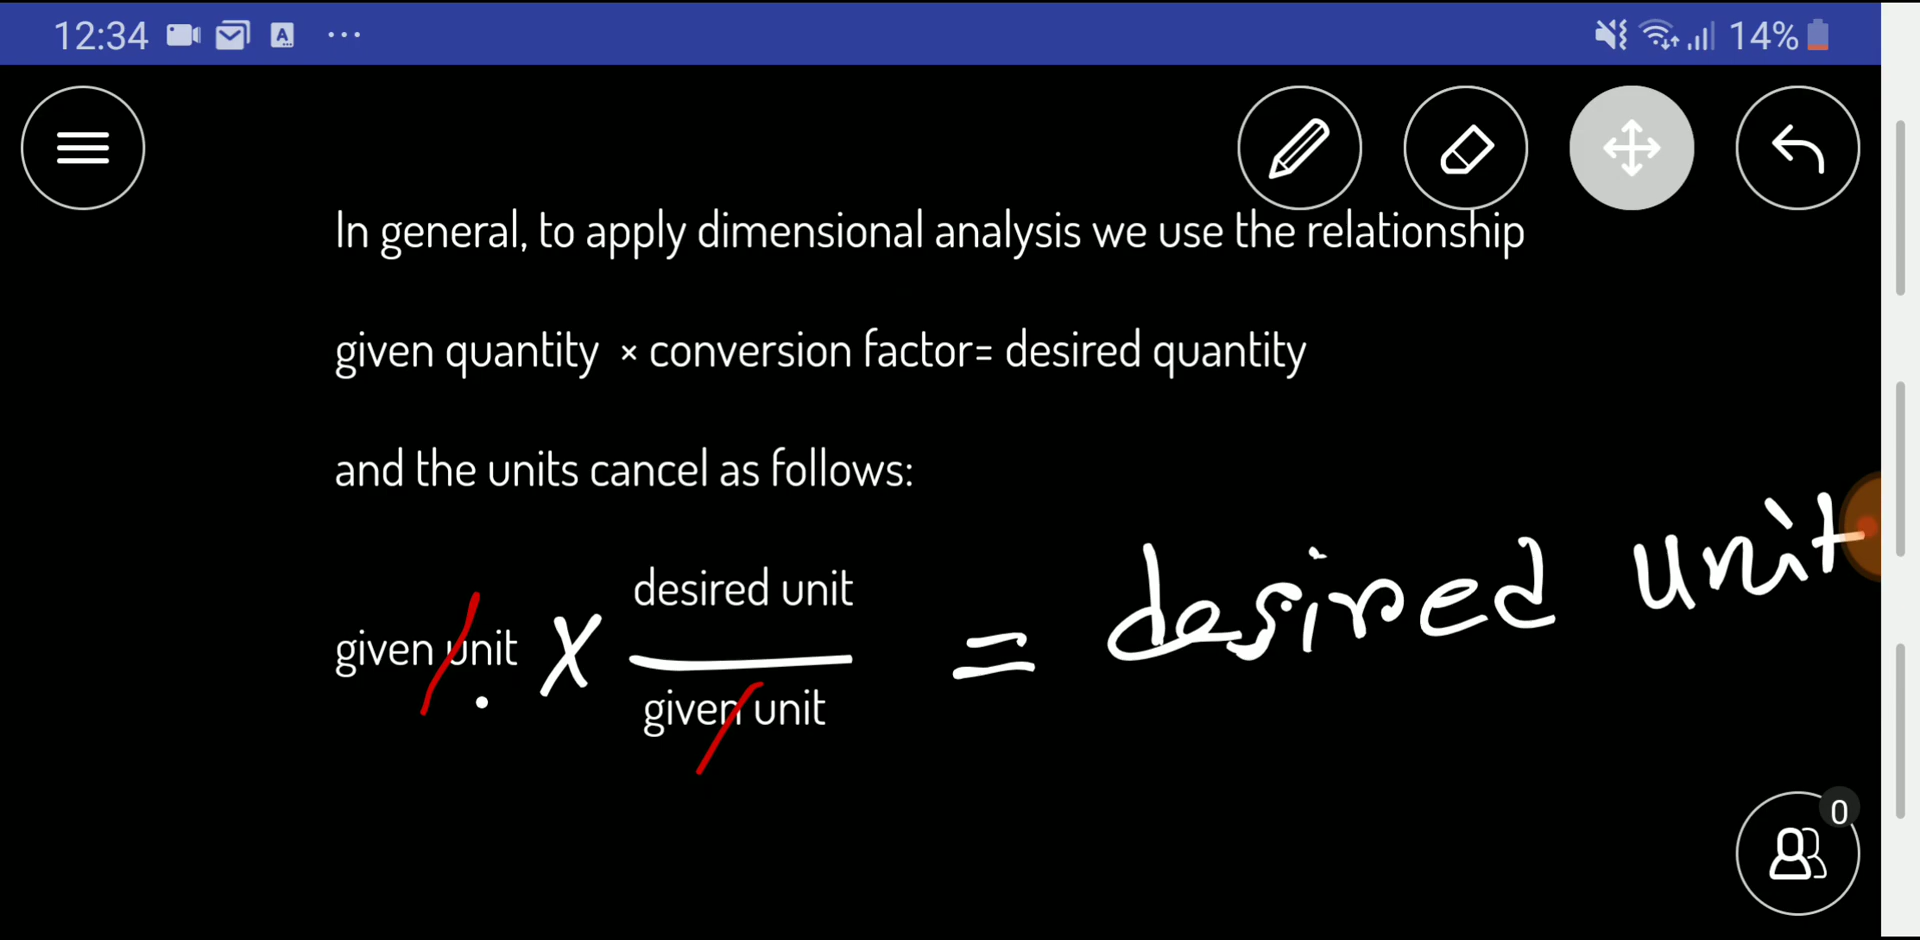 12:34 A ... 14%
In general, to apply dimensional analysis we use the relationship
given quantity × conversion factor= desired quantity
and the units cancel as follows:
desired unit
given unit X = desired unit
given unit
0